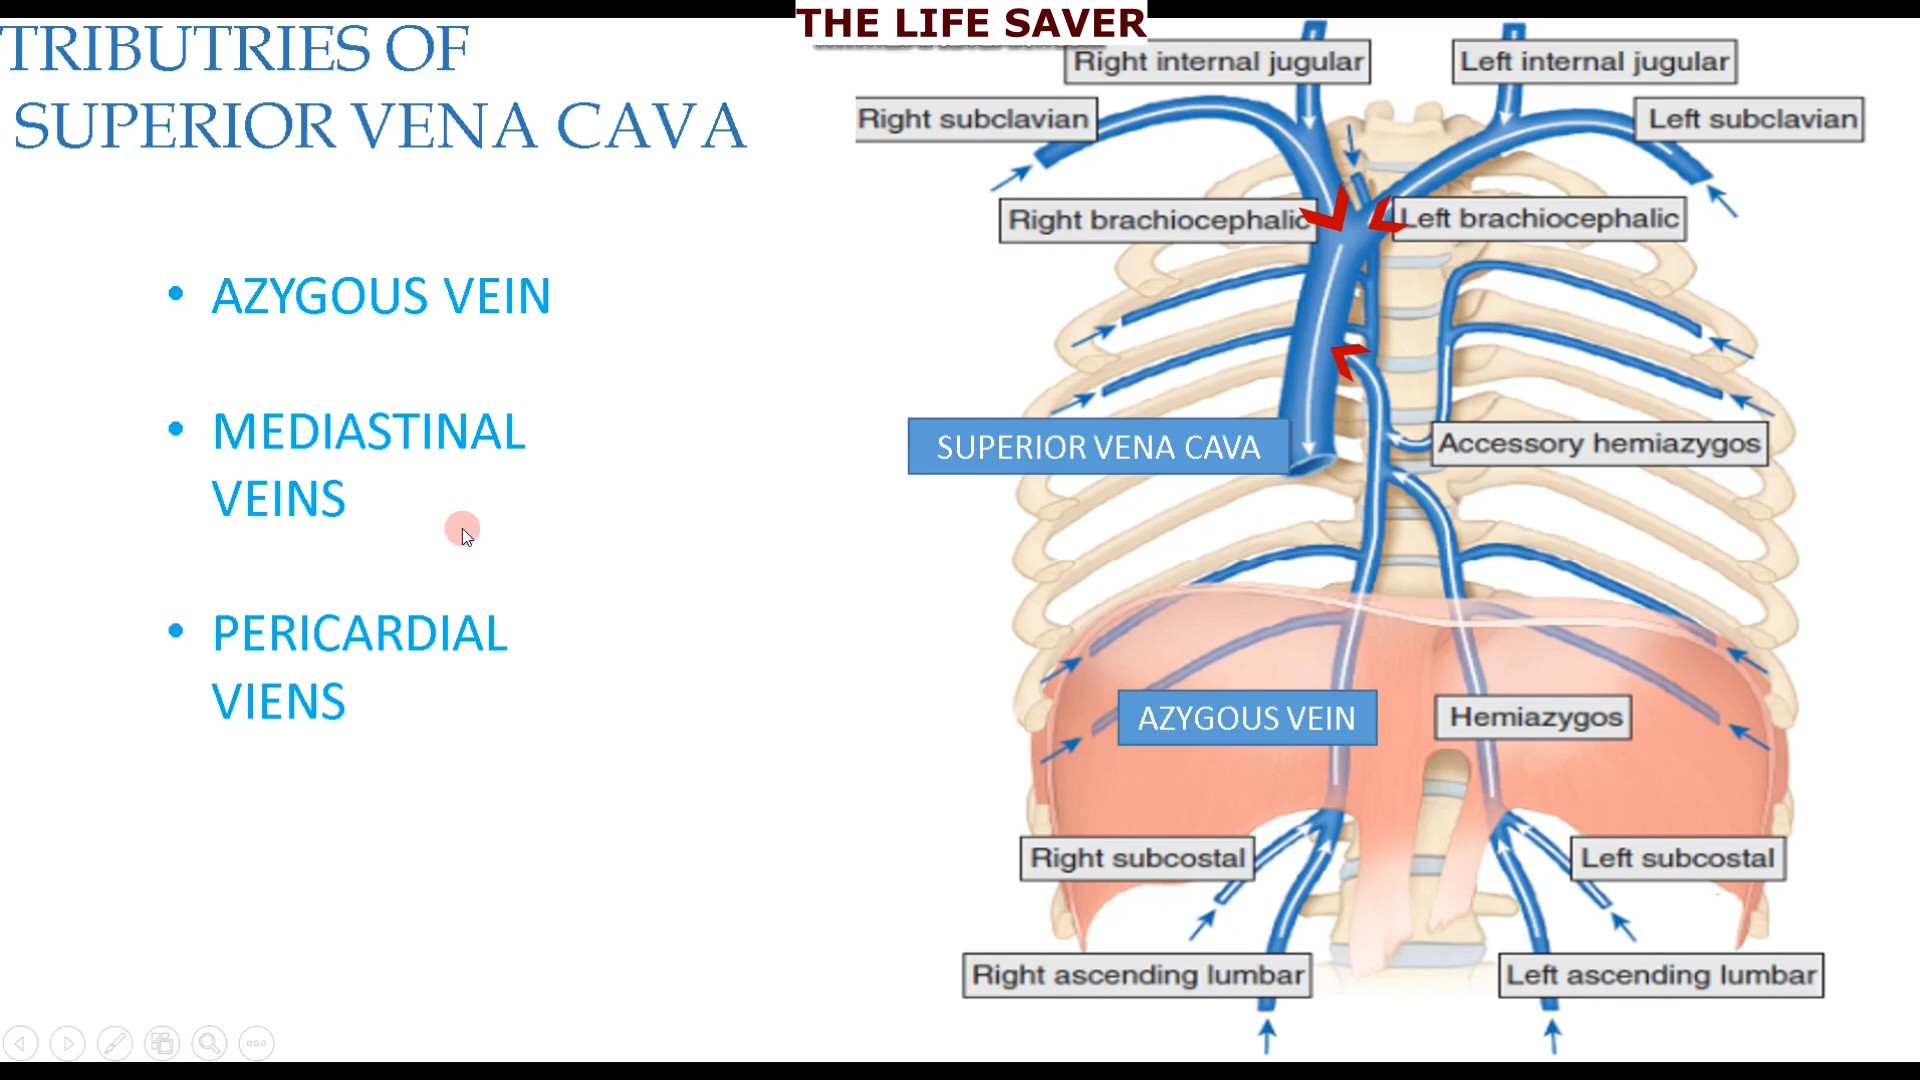 THE LIFE SAVER
TRIBUTRIES OF
SUPERIOR VENA CAVA
• AZYGOUS VEIN
• MEDIASTINAL
VEINS
• PERICARDIAL
VIENS
Right internal jugular
Left internal jugular
Right subclavian
Left subclavian
Right brachiocephalic
Left brachiocephalic
SUPERIOR VENA CAVA
Accessory hemiazygos
AZYGOUS VEIN
Hemiazygos
Right subcostal
Left subcostal
Right ascending lumbar
Left ascending lumbar